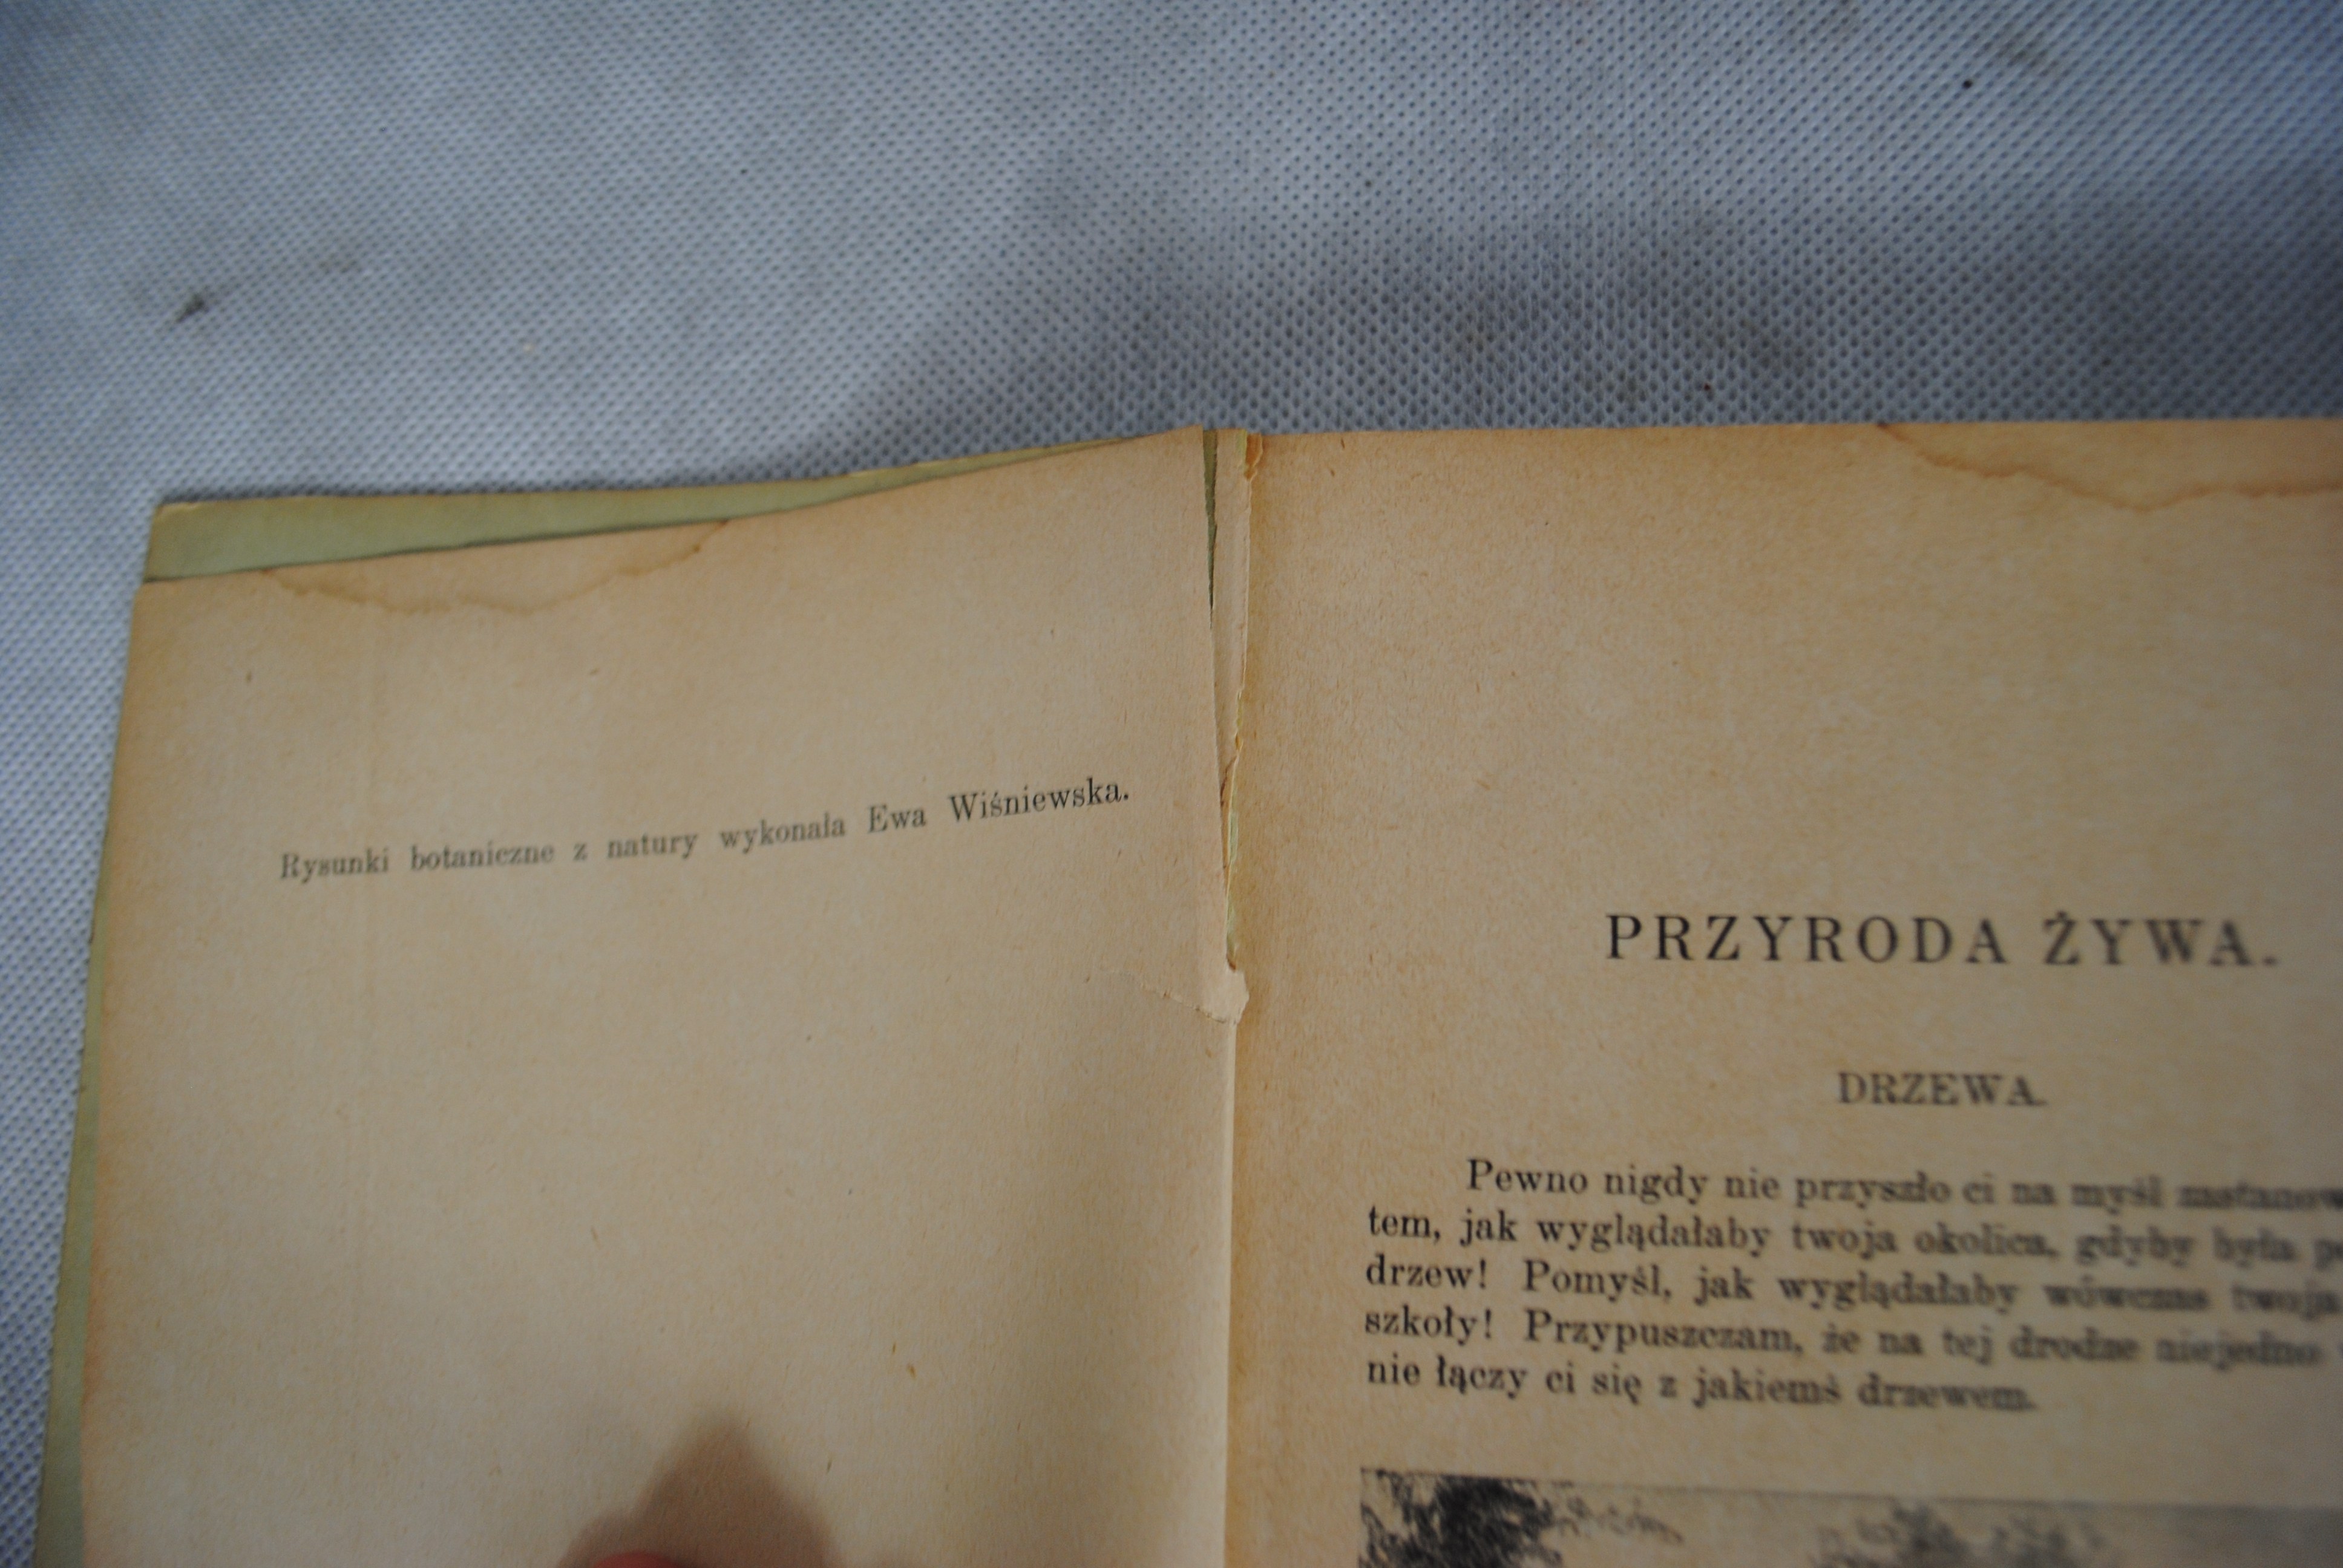 Rysunki botaniczne z natury wykonała Ewa Wiśniewska.
PRZYRODA ŻYWA.
DRZEWA.
Pewno nigdy nie przyszło ci na myśl
tem, jak wyglądałaby twoja okolica, gdyby była
drzew! Pomyśl, jak wyglądałaby wówczas twoja
szkoły! Przypuszczam, że na tej drodze niejedno
nie łączy ci się z jakiemś drzewem.